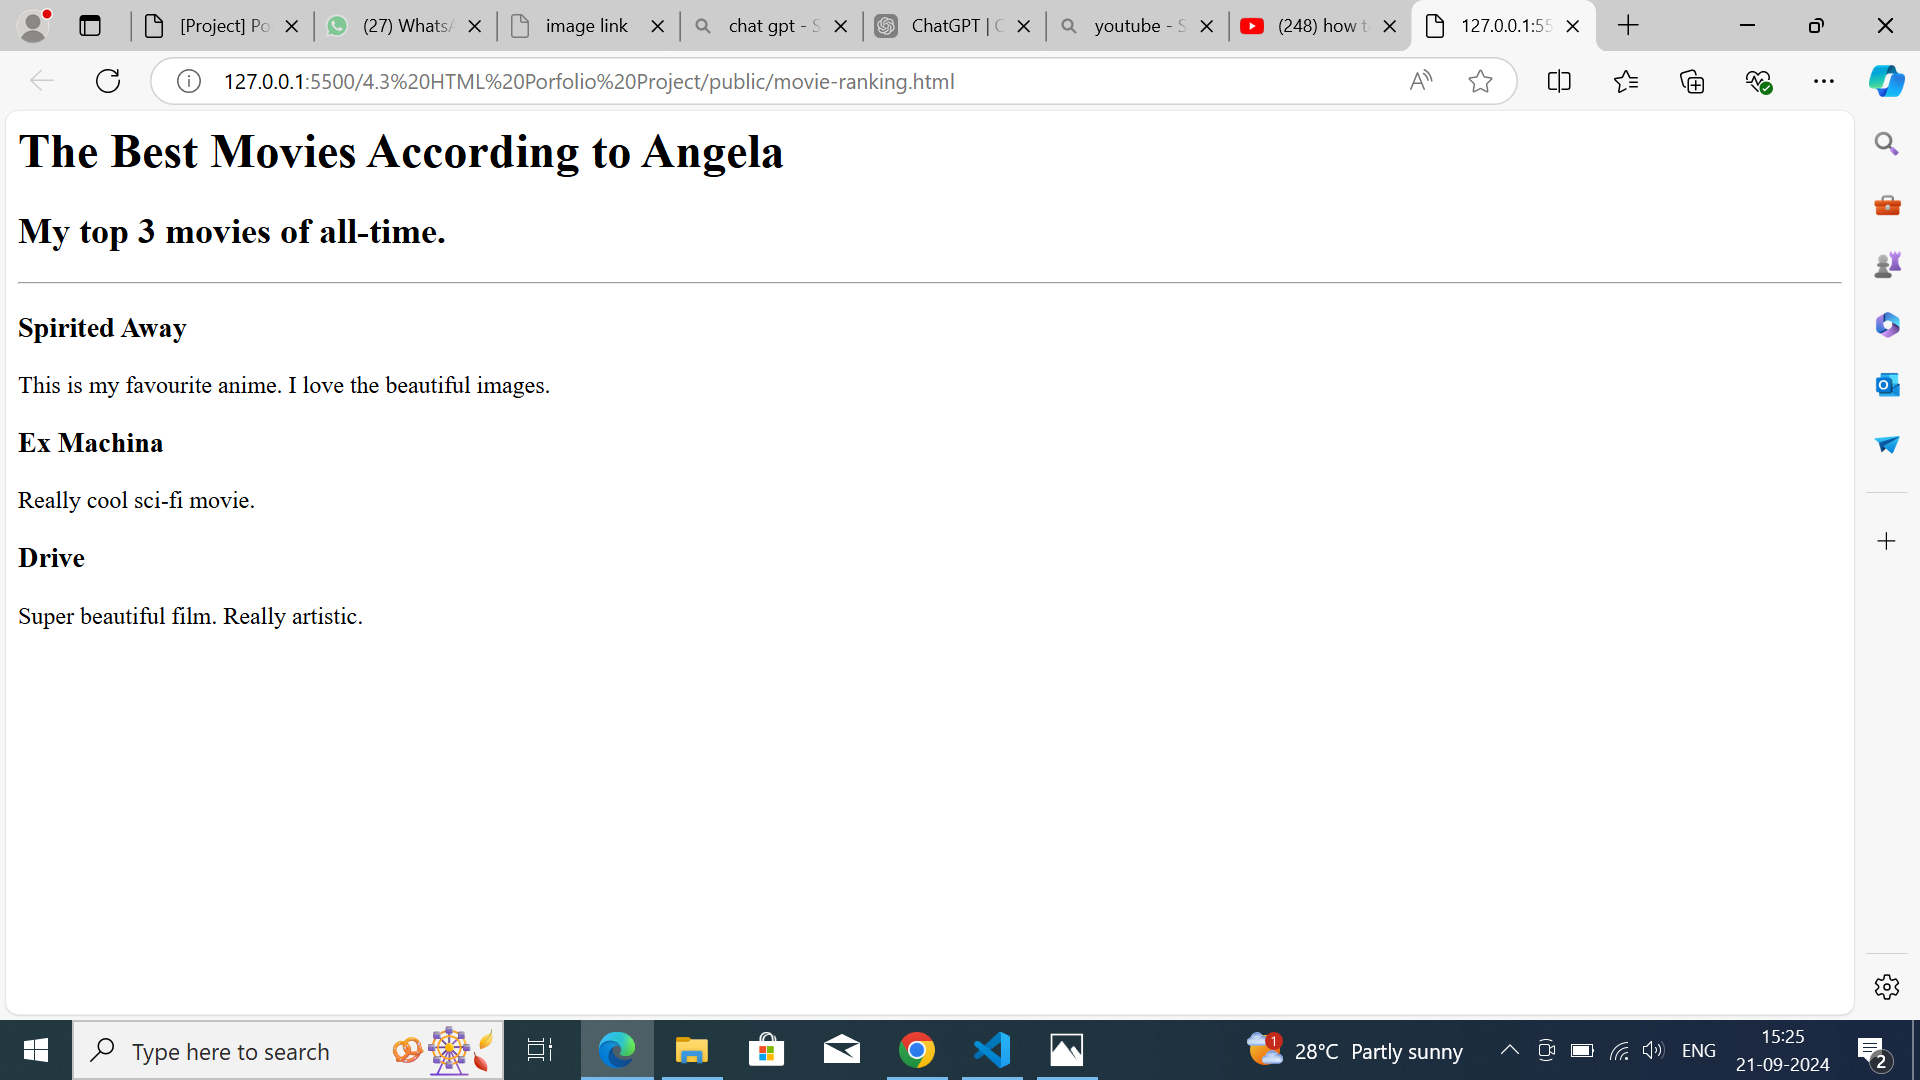 [Project] Po
(27) WhatsA
image link
chat gpt - S
ChatGPT | C
youtube - S
(248) how t
127.0.0.1:55
127.0.0.1:5500/4.3%20HTML%20Porfolio%20Project/public/movie-ranking.html
The Best Movies According to Angela
My top 3 movies of all-time.
Spirited Away
This is my favourite anime. I love the beautiful images.
Ex Machina
Really cool sci-fi movie.
Drive
Super beautiful film. Really artistic.
Type here to search
1
28°C Partly sunny
ENG
15:25
21-09-2024
2